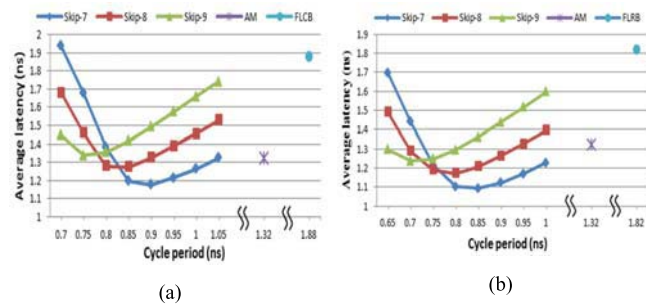 Skip-7 Skip-8 Skip-9 AM FLCB
Average latency (ns)
2
1.9
1.8
1.7
1.6
1.5
1.4
1.3
1.2
1.1
1
0.7 0.75 0.8 0.85 0.9 0.95 1 1.05 1.32 1.88
Cycle period (ns)
(a)
Skip-7 Skip-8 Skip-9 AM FLRB
Average latency (ns)
1.9
1.8
1.7
1.6
1.5
1.4
1.3
1.2
1.1
1
0.65 0.7 0.75 0.8 0.85 0.9 0.95 1 1.32 1.82
Cycle period (ns)
(b)